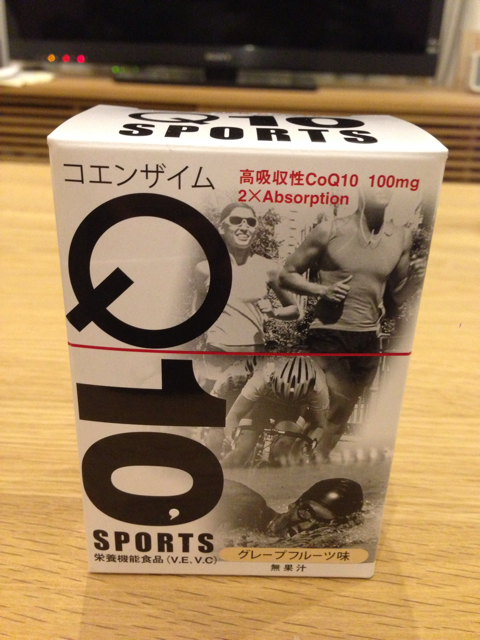 Q10
SPORTS
コエンザイム
高吸収性CoQ10 100mg
2×Absorption
Q10
SPORTS
栄養機能食品(V.E, V.C)
グレープフルーツ味
無果汁